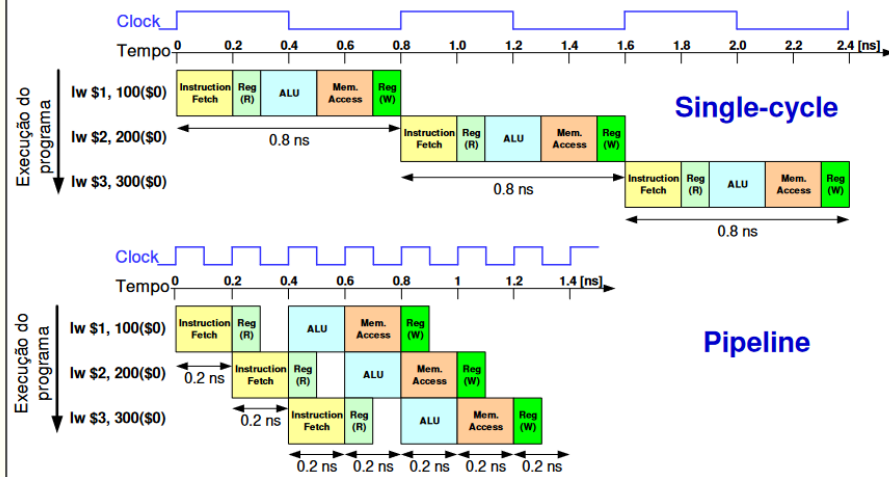 Clock
Tempo 0 0.2 0.4 0.6 0.8 1.0 1.2 1.4 1.6 1.8 2.0 2.2 2.4 [ns]
Execução do programa
lw $1, 100($0)
Instruction Fetch
Reg (R)
ALU
Mem. Access
Reg (W)
0.8 ns
Single-cycle
lw $2, 200($0)
Instruction Fetch
Reg (R)
ALU
Mem. Access
Reg (W)
0.8 ns
lw $3, 300($0)
Instruction Fetch
Reg (R)
ALU
Mem. Access
Reg (W)
0.8 ns
Clock
Tempo 0 0.2 0.4 0.6 0.8 1 1.2 1.4 [ns]
Execução do programa
lw $1, 100($0)
Instruction Fetch
Reg (R)
ALU
Mem. Access
Reg (W)
0.2 ns
Pipeline
lw $2, 200($0)
Instruction Fetch
Reg (R)
ALU
Mem. Access
Reg (W)
0.2 ns
lw $3, 300($0)
Instruction Fetch
Reg (R)
ALU
Mem. Access
Reg (W)
0.2 ns 0.2 ns 0.2 ns 0.2 ns 0.2 ns